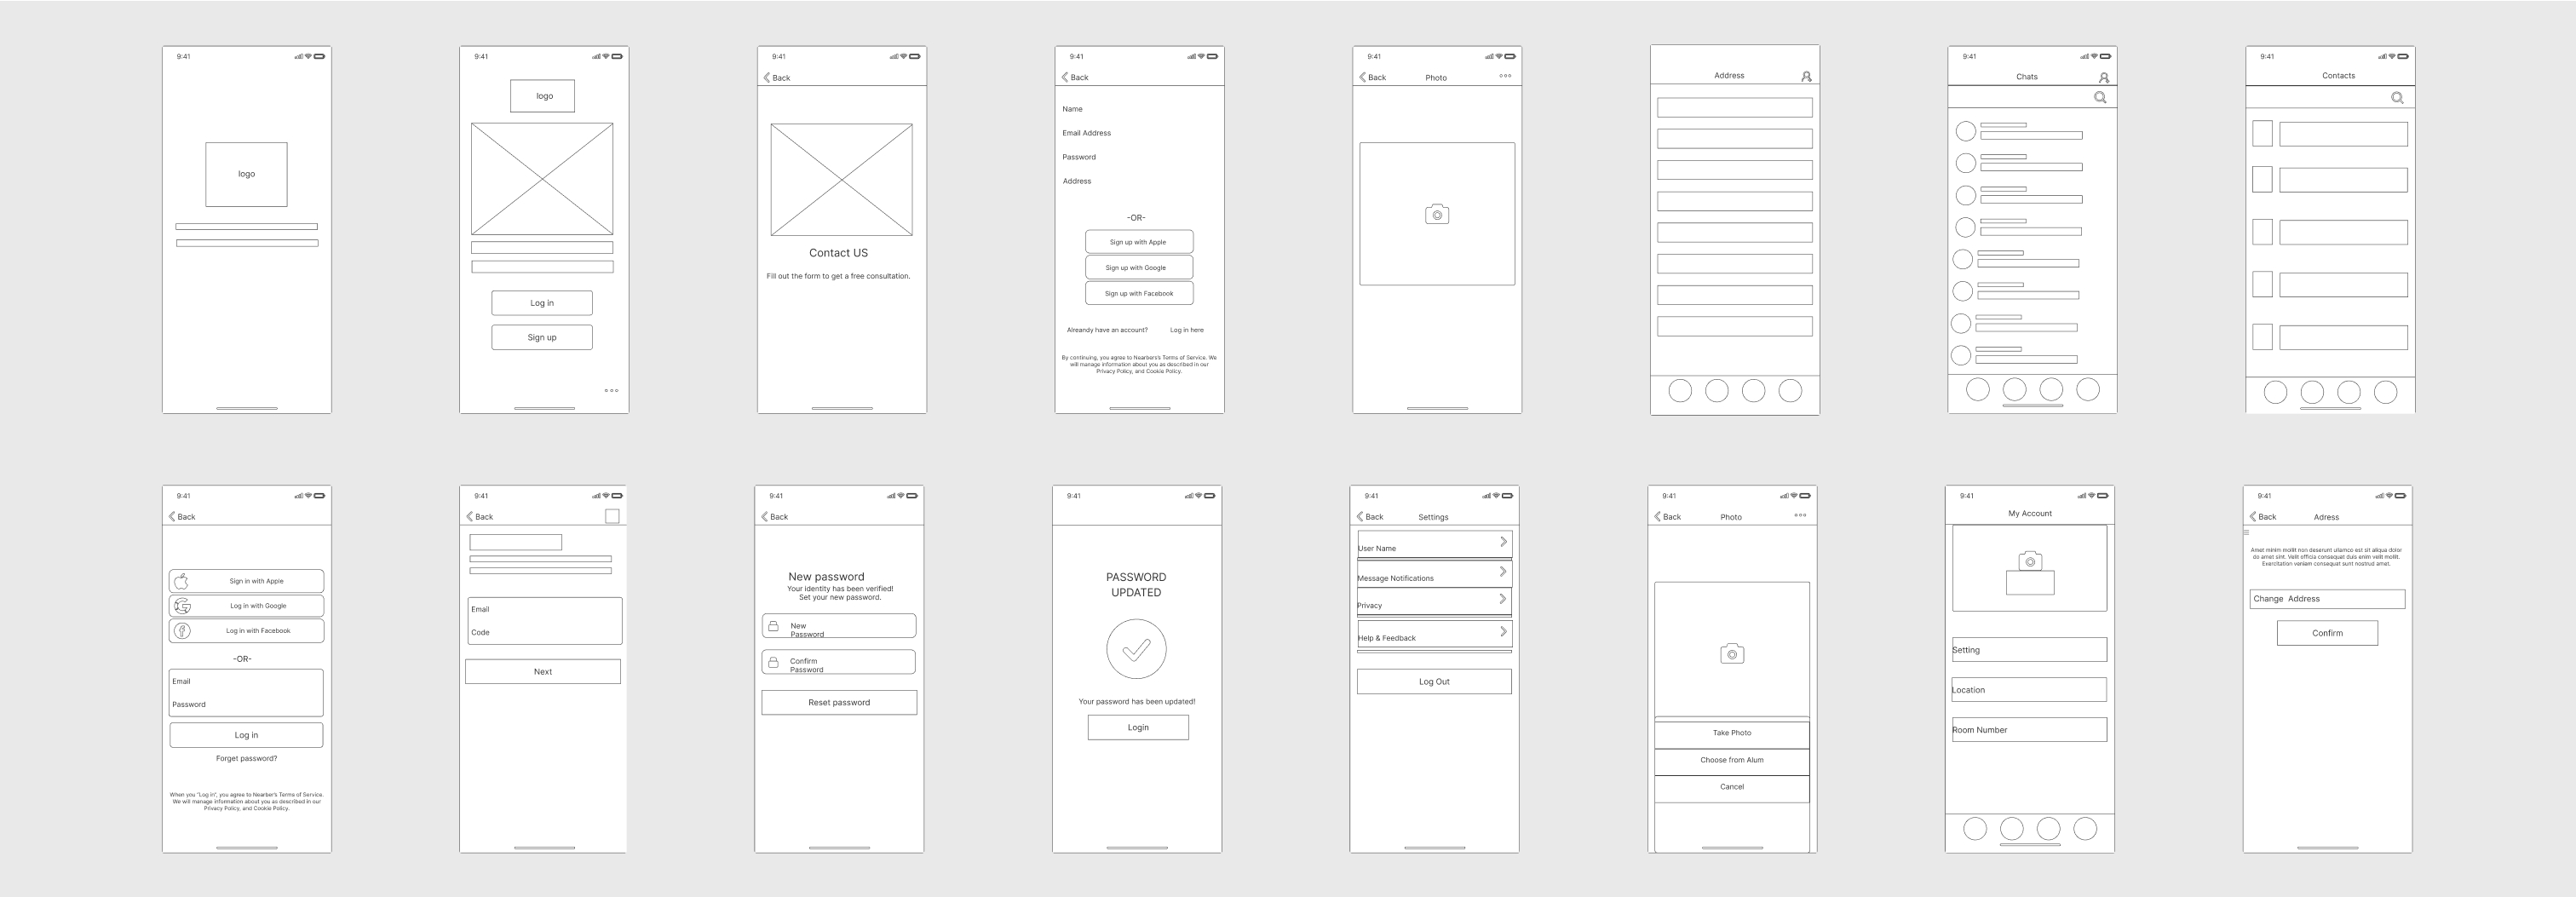 9:41
logo
9:41
logo
Log in
Sign up
9:41
Back
Contact US
Fill out the form to get a free consultation.
9:41
Back
Name
Email Address
Password
Address
-OR-
Sign up with Apple
Sign up with Google
Sign up with Facebook
Alreandy have an account? Log in here
By continuing, you agree to Nearbers's Terms of Service. We
will manage information about you as described in our
Privacy Policy, and Cookie Policy.
9:41
Back Photo
Address
9:41
Chats
9:41
Contacts
9:41
Back
Sign in with Apple
Log in with Google
Log in with Facebook
-OR-
Email
Password
Log in
Forget password?
When you "Log in", you agree to Nearber's Terms of Service.
We will manage information about you as described in our
Privacy Policy, and Cookie Policy.
9:41
Back
Email
Code
Next
9:41
Back
New password
Your identity has been verified!
Set your new password.
New
Password
Confirm
Password
Reset password
9:41
PASSWORD
UPDATED
Your password has been updated!
Login
9:41
Back Settings
User Name
Message Notifications
Privacy
Help & Feedback
Log Out
9:41
Back Photo
Take Photo
Choose from Alum
Cancel
9:41
My Account
Setting
Location
Room Number
9:41
Back Adress
Amet minim mollit non deserunt ullamco est sit aliqua dolor
do amet sint. Velit officia consequat duis enim velit mollit.
Exercitation veniam consequat sunt nostrud amet.
Change Address
Confirm